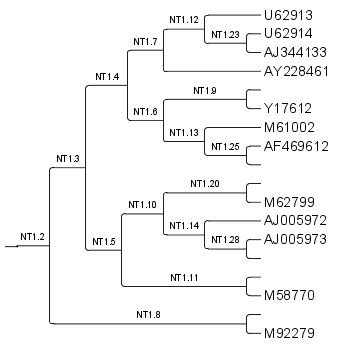 NT1.12 U62913
NT1.7 NT1.23 U62914
AJ344133
NT1.4 AY228461
NT1.9
NT1.6 Y17612
NT1.13 M61002
NT1.25 AF469612
NT1.3
NT1.20
NT1.10 M62799
NT1.14 AJ005972
NT1.2 NT1.5 NT1.28 AJ005973
NT1.11
M58770
NT1.8
M92279